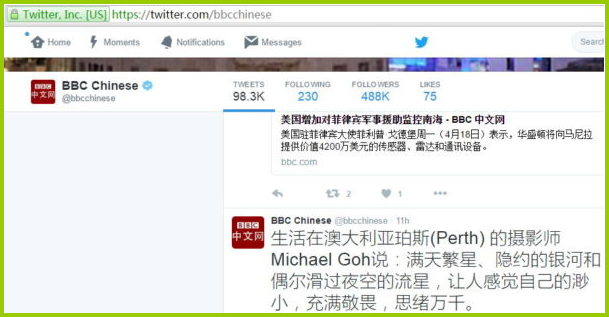 Twitter, Inc. [US] https://twitter.com/bbcchinese
Home Moments Notifications Messages Search
BBC Chinese
@bbcchinese
TWEETS FOLLOWING FOLLOWERS LIKES
98.3K 230 488K 75
BBC
中文网
美国增加对菲律宾军事援助监控南海 - BBC 中文网
美国驻菲律宾大使菲利普·戈德堡周一（4月18日）表示，华盛顿将向马尼拉
提供价值4200万美元的传感器、雷达和通讯设备。
bbc.com
2 1
BBC
中文网
BBC Chinese @bbcchinese · 11h
生活在澳大利亚珀斯(Perth) 的摄影师
Michael Goh说：满天繁星、隐约的银河和
偶尔滑过夜空的流星，让人感觉自己的渺
小，充满敬畏，思绪万千。